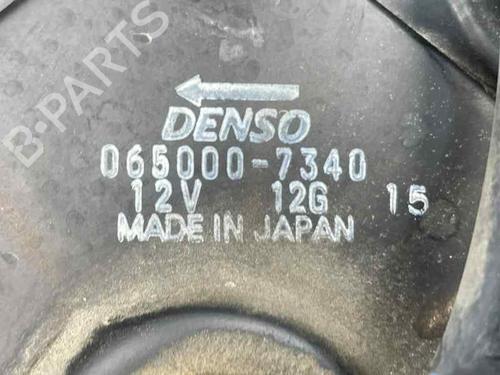 DENSO
065000-7340
12V 12G 15
MADE IN JAPAN
B-PARTS